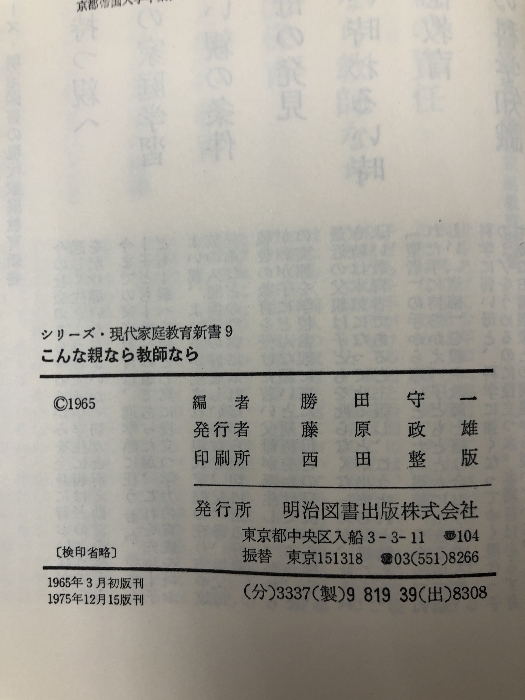 シリーズ・現代家庭教育新書9
こんな親なら教師なら
©1965
編者 勝田守一
発行者 藤原政雄
印刷所 西田整版
発行所 明治図書出版株式会社
東京都中央区入船3-3-11 〠104
振替 東京151318 ☎03(551)8266
〔検印省略〕
1965年3月初版刊
1975年12月15版刊
(分)3337(製)9 819 39(出)8308